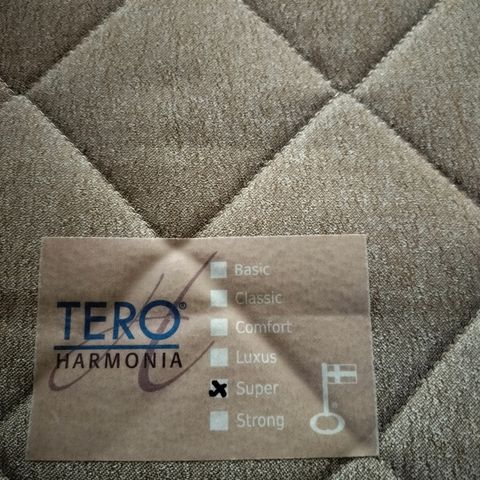 TERO®
HARMONIA
H
Basic
Classic
Comfort
Luxus
Super
Strong